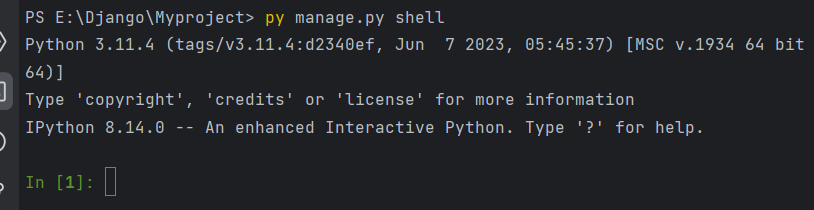 PS E:\Django\Myproject> py manage.py shell
Python 3.11.4 (tags/v3.11.4:d2340ef, Jun  7 2023, 05:45:37) [MSC v.1934 64 bit
64)]
Type 'copyright', 'credits' or 'license' for more information
IPython 8.14.0 -- An enhanced Interactive Python. Type '?' for help.
In [1]: